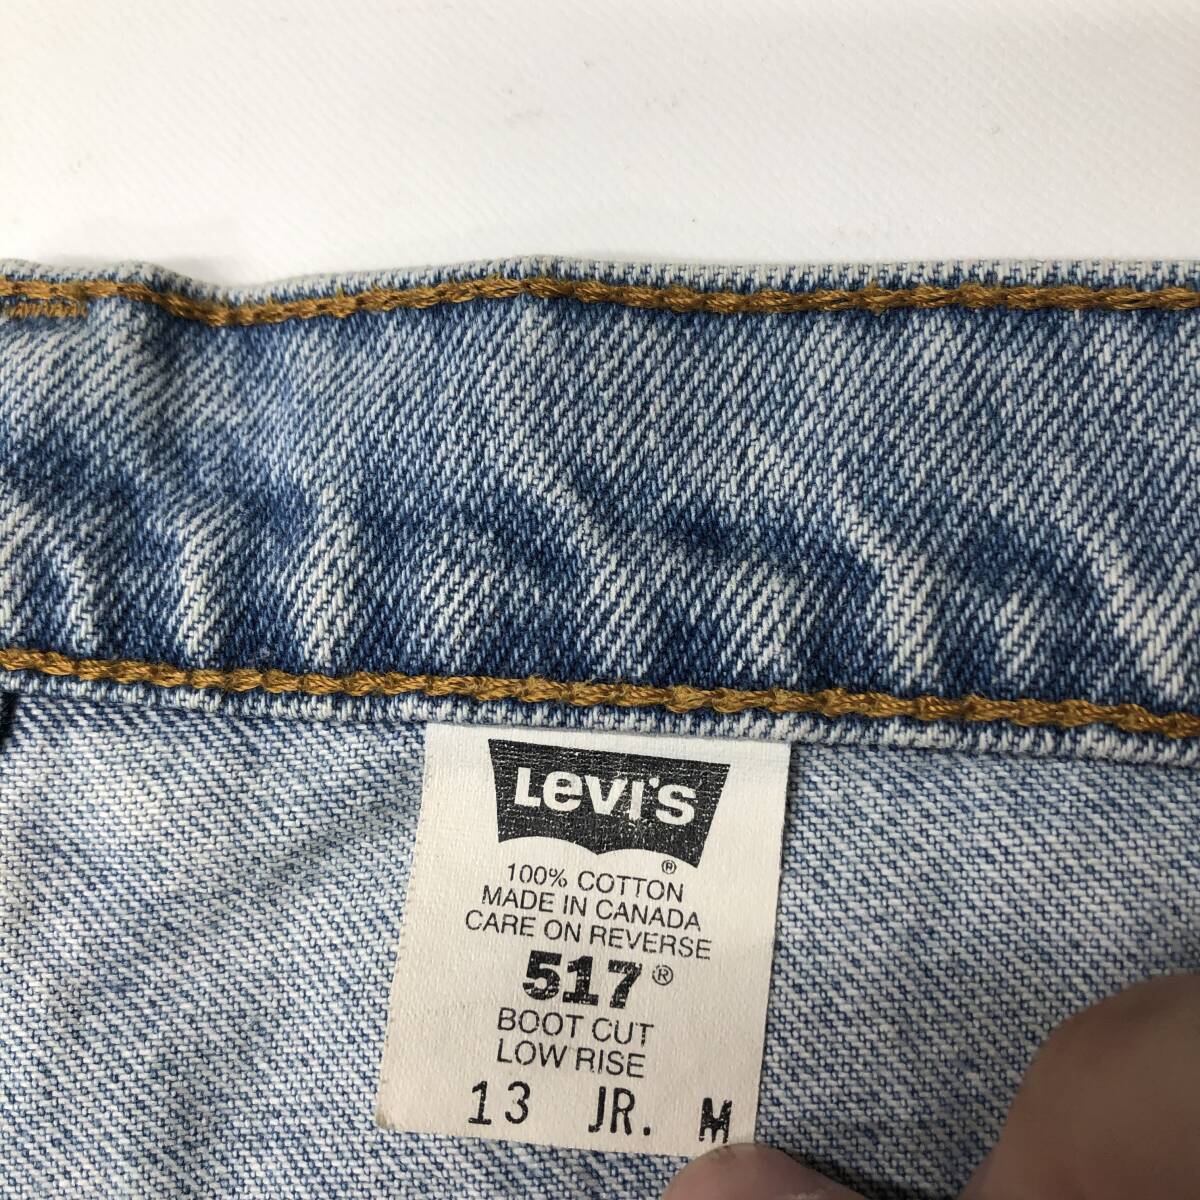 Levi's
®
100% COTTON
MADE IN CANADA
CARE ON REVERSE
517®
BOOT CUT
LOW RISE
13 JR. M